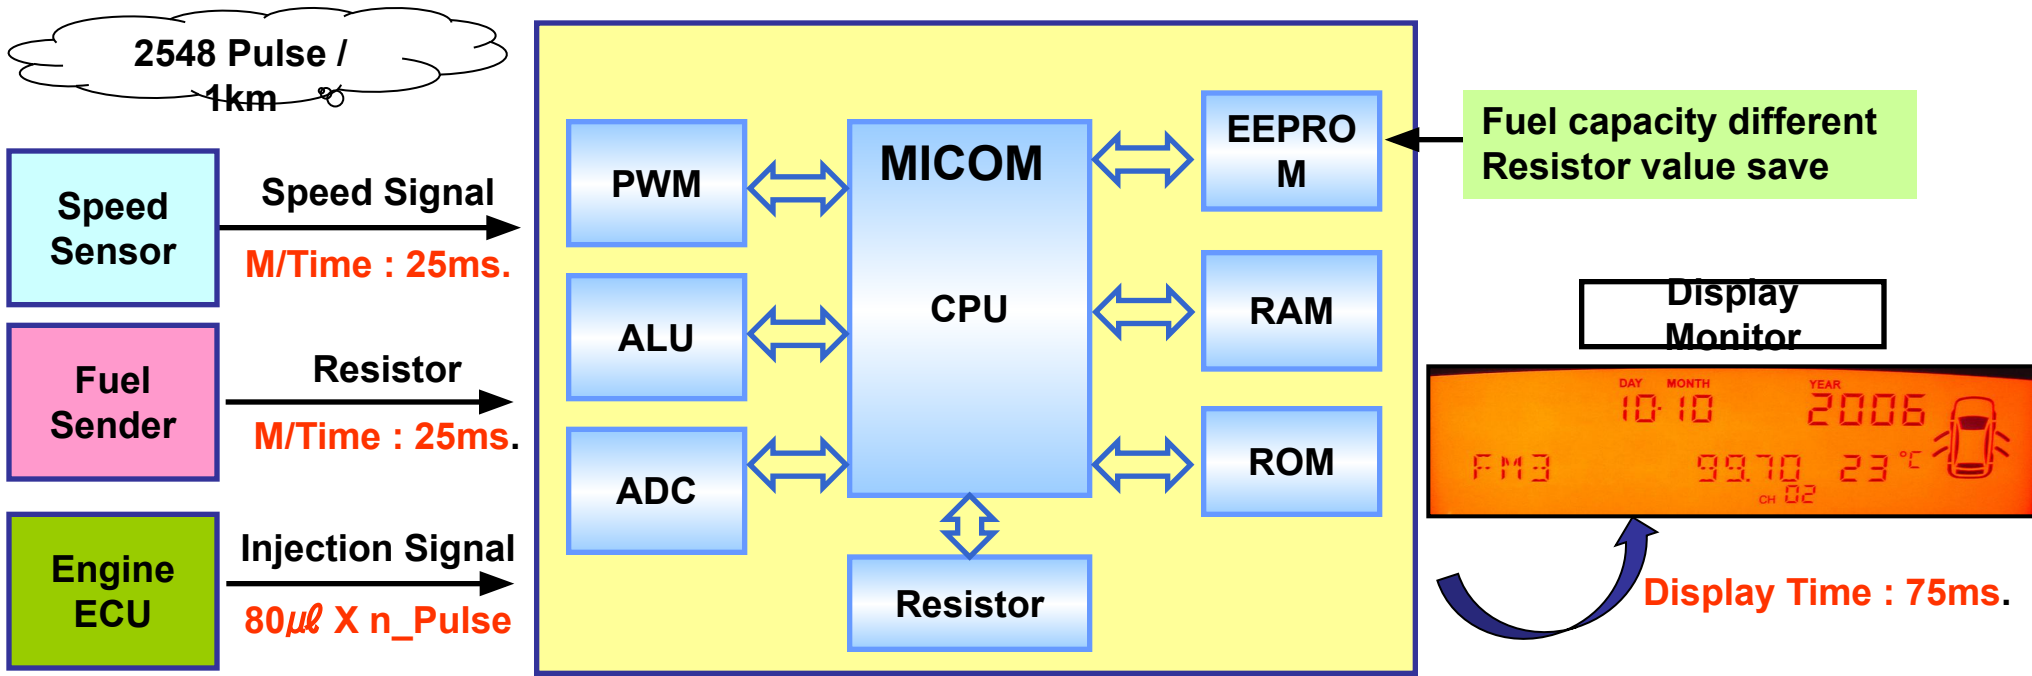 2548 Pulse /
1km
Speed
Sensor
Speed Signal
M/Time : 25ms.
Fuel
Sender
Resistor
M/Time : 25ms.
Engine
ECU
Injection Signal
80㎕ X n_Pulse
PWM
ALU
ADC
MICOM
CPU
Resistor
EEPRO
M
RAM
ROM
Fuel capacity different
Resistor value save
Display
Monitor
DAY MONTH YEAR
10·10 2006
FM3 99.70 23 °C
CH 02
Display Time : 75ms.